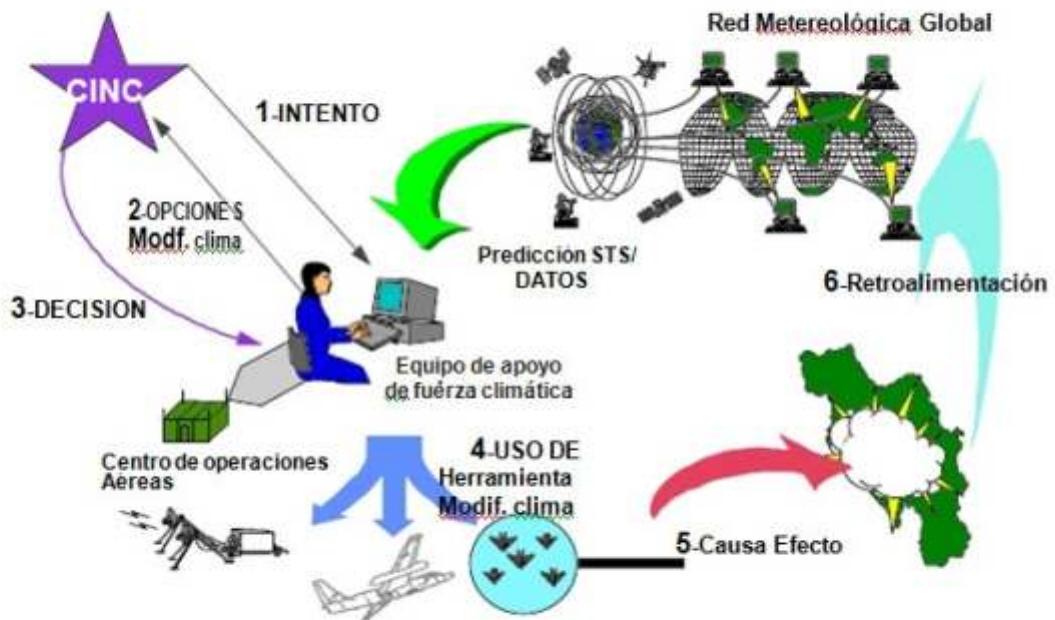 Red Metereológica Global
CINC
1-INTENTO
2-OPCIONES
Modf. clima
Predicción STS/
DATOS
3-DECISION
6-Retroalimentación
Equipo de apoyo
de fuérza climática
4-USO DE
Herramienta
Modif. clima
Centro de operaciones
Aéreas
5-Causa Efecto